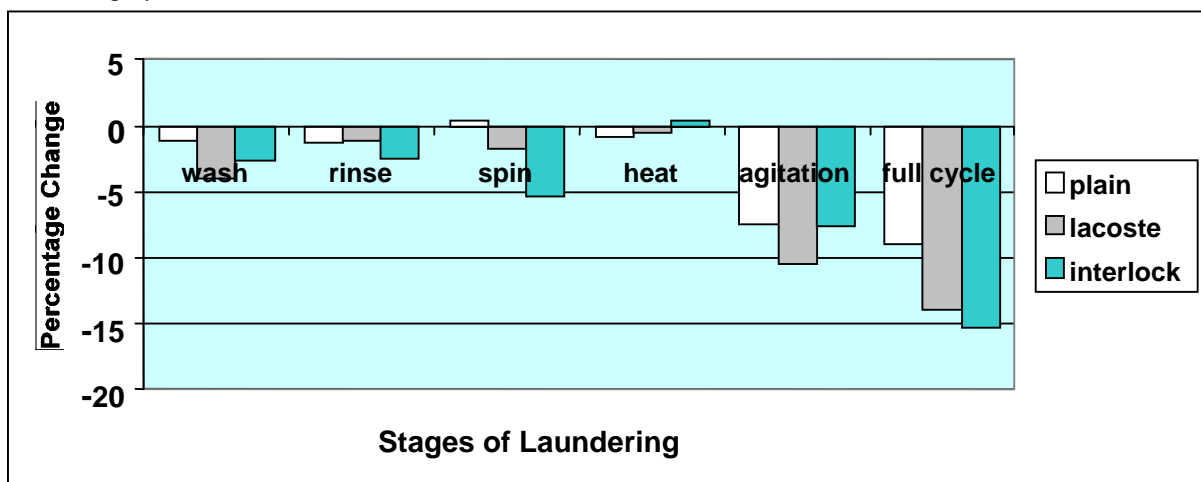 5
0
-5
-10
-15
-20
Percentage Change
wash rinse spin heat agitation full cycle
Stages of Laundering
plain
lacoste
interlock